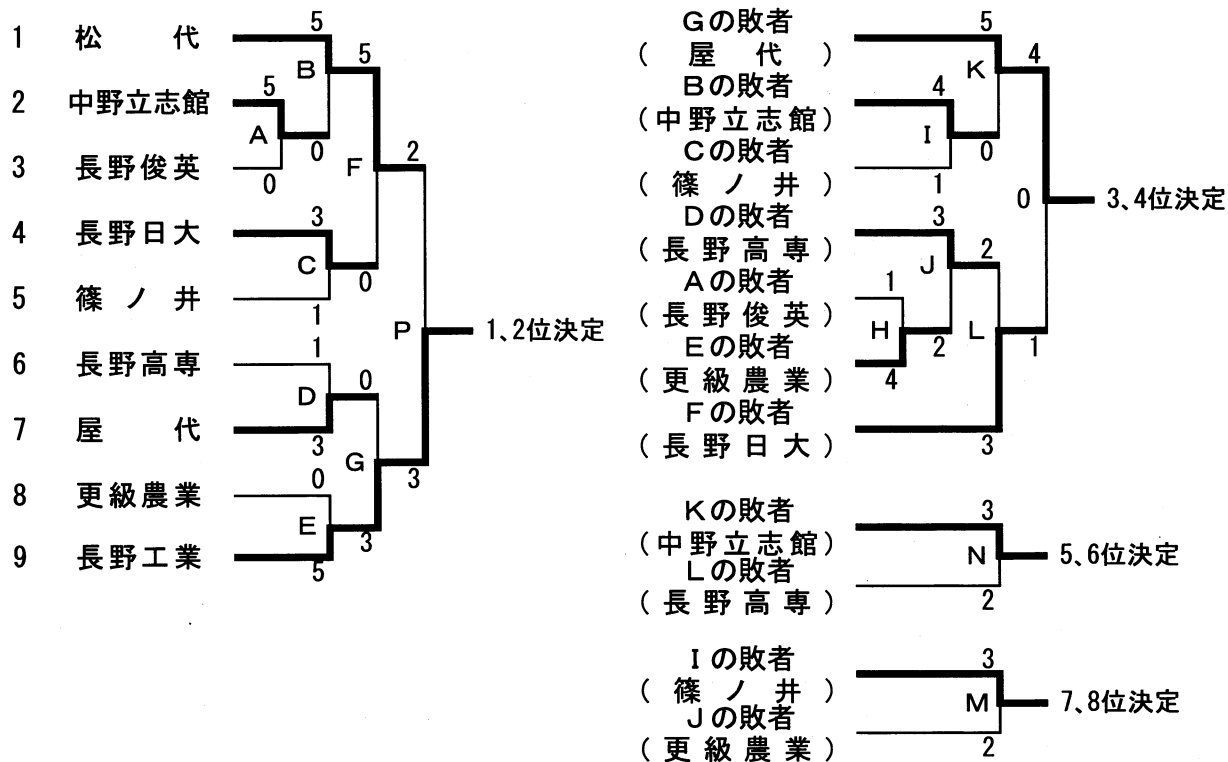 5
1 松代
5
B
2 中野立志館
5
A
0
F
2
3 長野俊英
0
4 長野日大
3
C
0
5 篠ノ井
1
P
1、2位決定
6 長野高専
1
0
D
7 屋代
3
G
3
8 更級農業
0
E
3
9 長野工業
5
Gの敗者
5
(屋代)
K
4
Bの敗者
4
(中野立志館)
I
0
Cの敗者
(篠ノ井)
1
0
3、4位決定
Dの敗者
3
(長野高専)
J
2
Aの敗者
1
(長野俊英)
H
2
L
1
Eの敗者
(更級農業)
4
Fの敗者
(長野日大)
3
Kの敗者
3
(中野立志館)
N
5、6位決定
Lの敗者
(長野高専)
2
Iの敗者
3
(篠ノ井)
M
7、8位決定
Jの敗者
(更級農業)
2